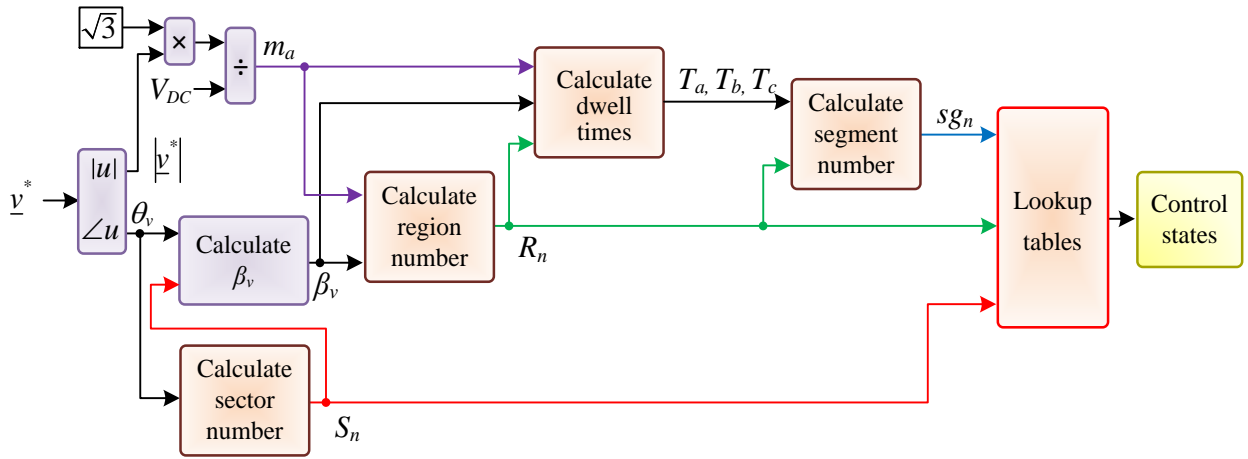 √3
×
÷
m_a
V_DC
|u|
|v*|
v*
∠u
θ_v
Calculate
β_v
β_v
Calculate
region
number
R_n
Calculate
dwell
times
T_a, T_b, T_c
Calculate
segment
number
sg_n
Lookup
tables
Control
states
Calculate
sector
number
S_n